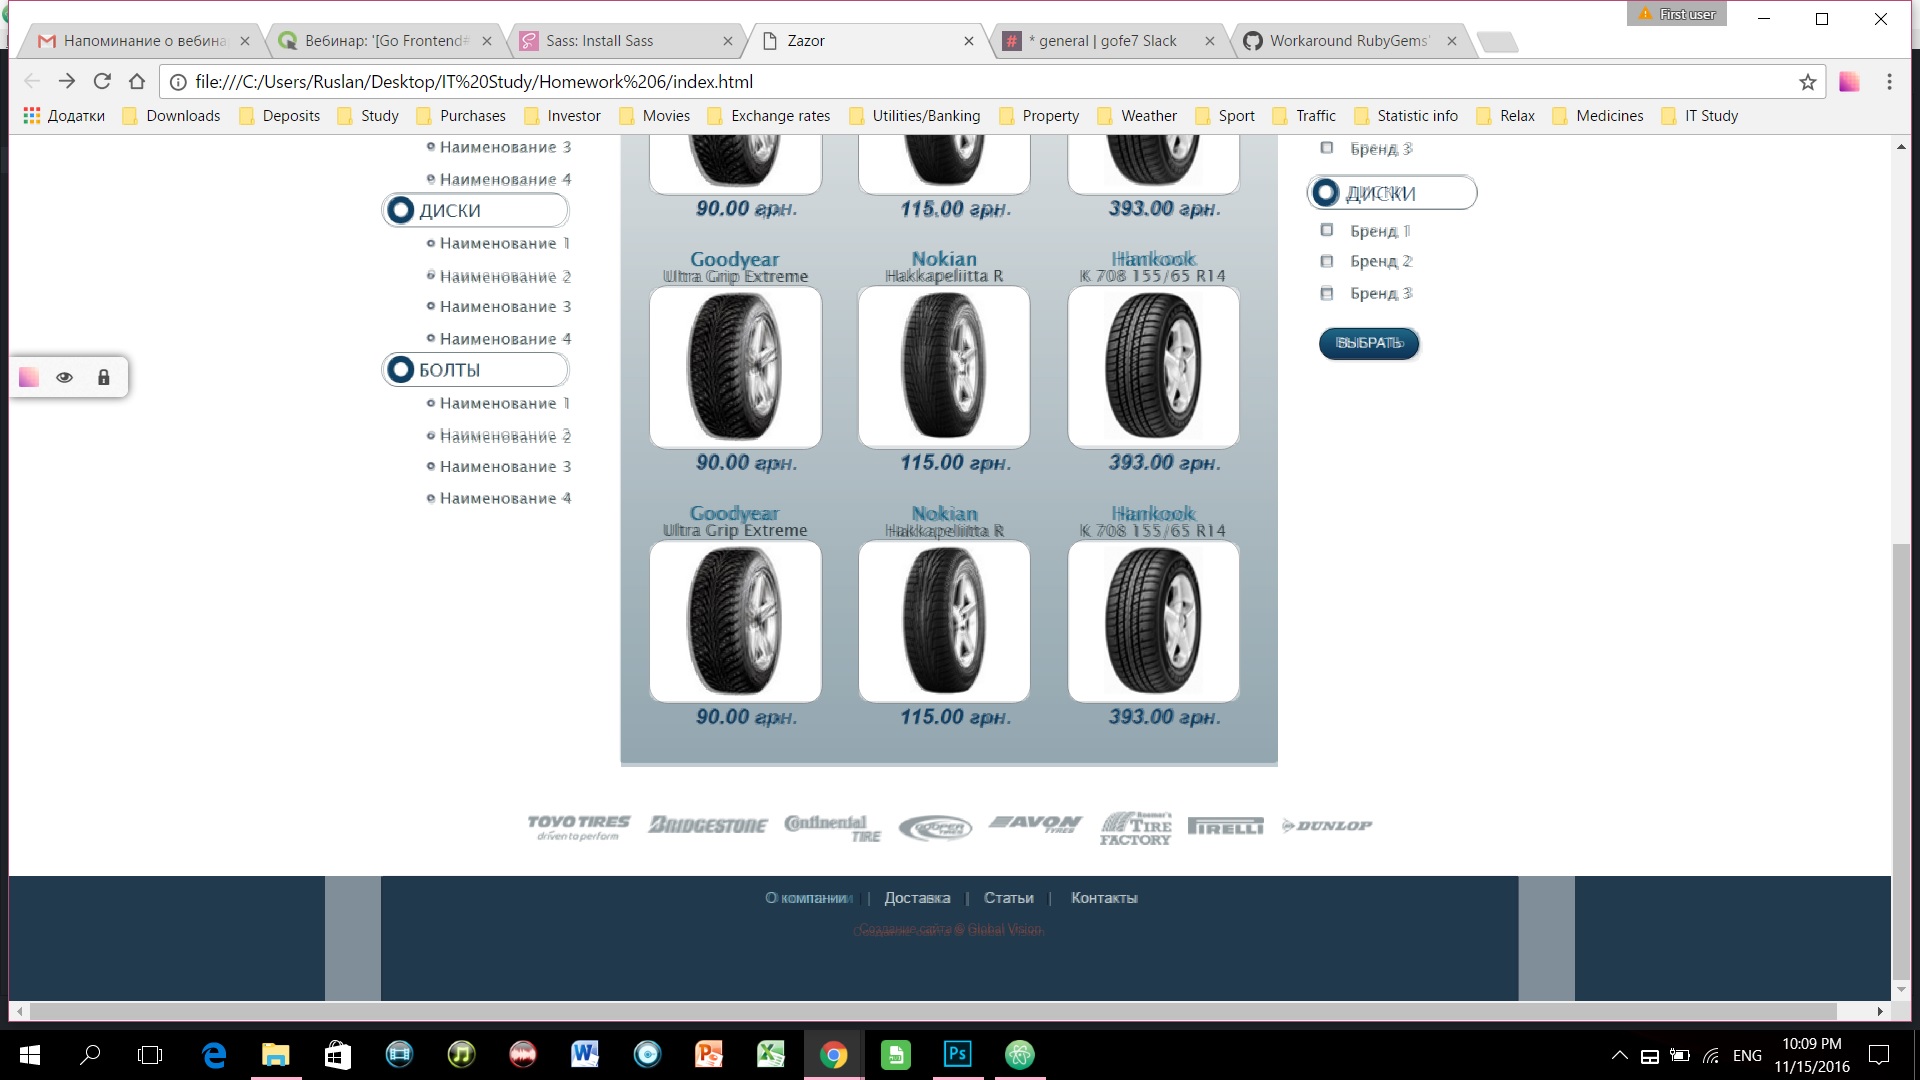 First user
Напоминание о вебина
Вебинар: '[Go Frontend#
Sass: Install Sass
Zazor
* general | gofe7 Slack
Workaround RubyGems'
file:///C:/Users/Ruslan/Desktop/IT%20Study/Homework%206/index.html
Додатки
Downloads
Deposits
Study
Purchases
Investor
Movies
Exchange rates
Utilities/Banking
Property
Weather
Sport
Traffic
Statistic info
Relax
Medicines
IT Study
Наименование 3
Наименование 4
ДИСКИ
Наименование 1
Наименование 2
Наименование 3
Наименование 4
БОЛТЫ
Наименование 1
Наименование 2
Наименование 3
Наименование 4
90.00 грн. 115.00 грн. 393.00 грн.
Goodyear Nokian Hankook
Ultra Grip Extreme Hakkapeliitta R K 708 155/65 R14
90.00 грн. 115.00 грн. 393.00 грн.
Goodyear Nokian Hankook
Ultra Grip Extreme Hakkapeliitta R K 708 155/65 R14
90.00 грн. 115.00 грн. 393.00 грн.
Бренд 3
ДИСКИ
Бренд 1
Бренд 2
Бренд 3
ВЫБРАТЬ
TOYO TIRES
driven to perform
BRIDGESTONE
Continental
TIRE
COOPER
TIRES
AVON
TYRES
TIRE
FACTORY
PIRELLI
DUNLOP
О компании | Доставка | Статьи | Контакты
Создание сайта © Global Vision
ENG
10:09 PM
11/15/2016